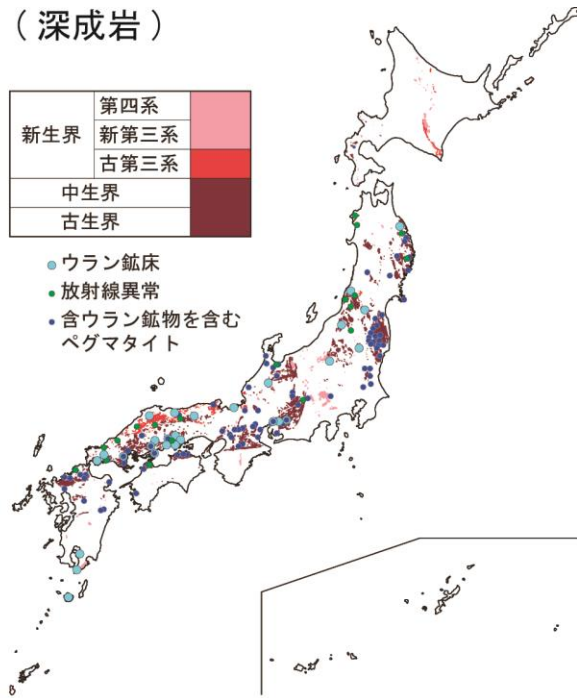 （深成岩）
新生界
第四系
新第三系
古第三系
中生界
古生界
ウラン鉱床
放射線異常
含ウラン鉱物を含む
ペグマタイト